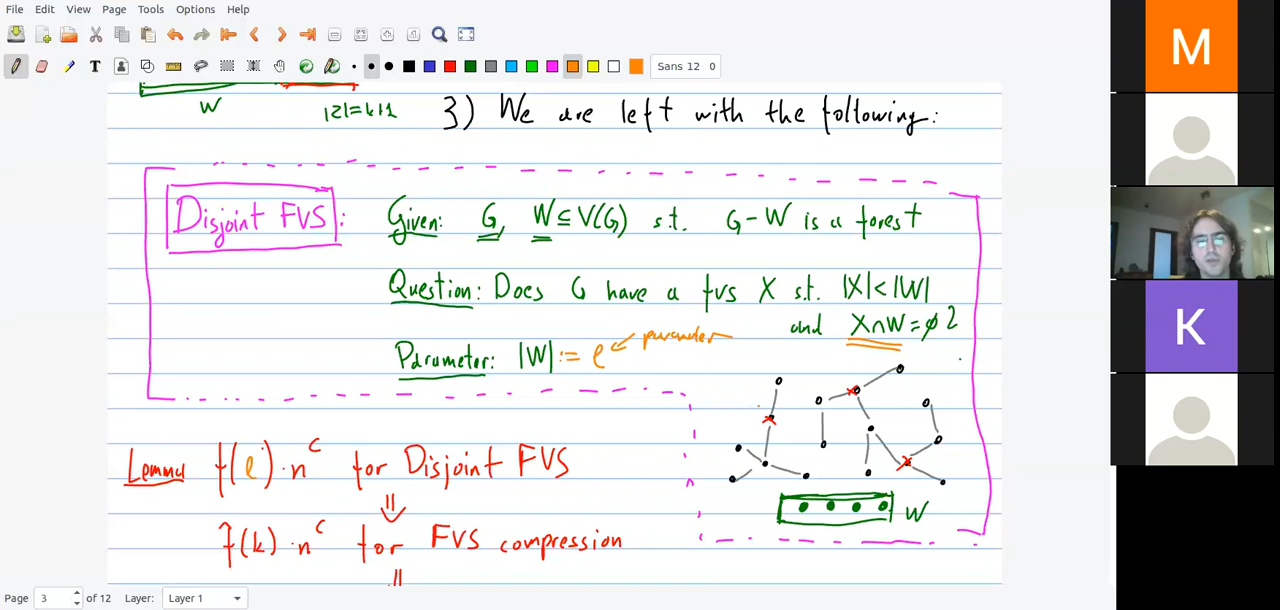 File Edit View Page Tools Options Help
Sans 12 0
W
|Z|=k+1
3) We are left with the following:
Disjoint FVS:
Given: G, W⊆V(G) s.t. G-W is a forest
Question: Does G have a fvs X s.t. |X|<|W|
and X∩W=∅?
Parameter: |W| := ℓ ← parameter
Lemma f(ℓ)·n^c for Disjoint FVS
⇓
f(k)·n^c for FVS compression
W
M
K
Page 3 of 12 Layer: Layer 1